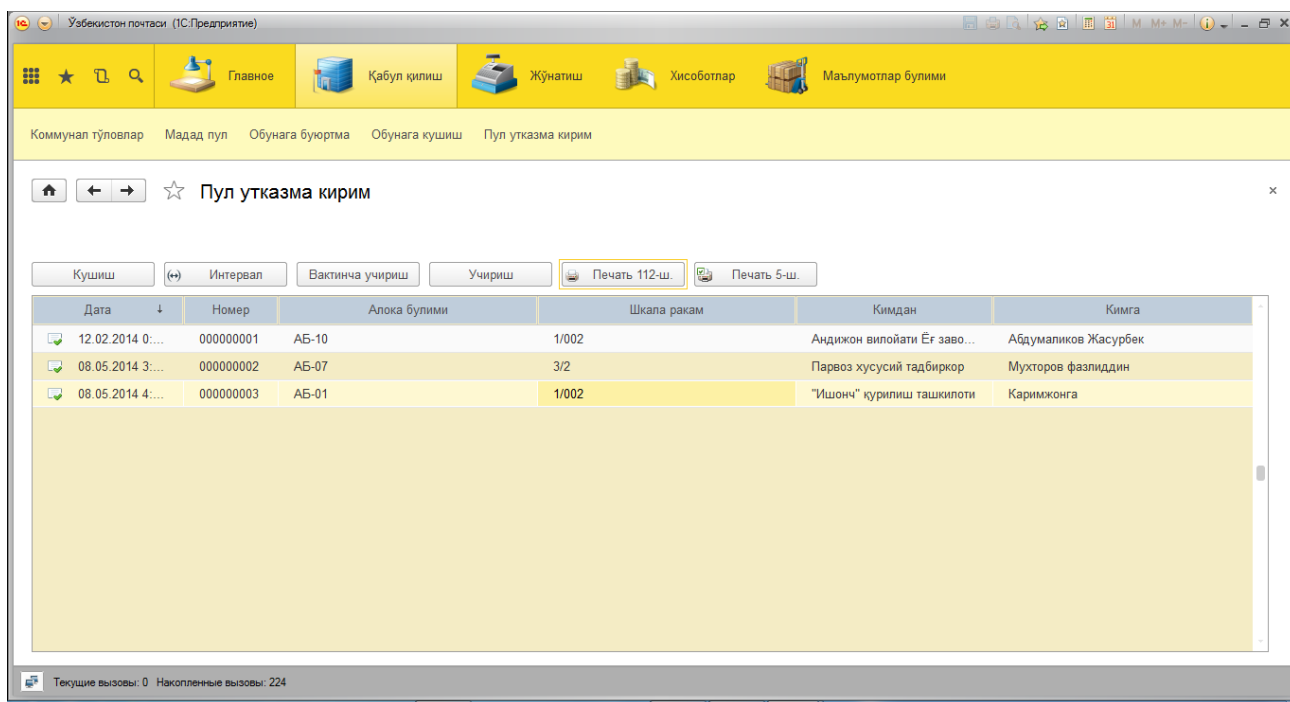 Ўзбекистон почтаси (1С:Предприятие)
M M+ M-
Главное Қабул қилиш Жўнатиш Хисоботлар Маълумотлар булими
Коммунал тўловлар Мадад пул Обунага буюртма Обунага кушиш Пул утказма кирим
Пул утказма кирим
Кушиш Интервал Вактинча учириш Учириш Печать 112-ш. Печать 5-ш.
Дата Номер Алока булими Шкала ракам Кимдан Кимга
12.02.2014 0:... 000000001 АБ-10 1/002 Андижон вилойати Ёғ заво... Абдумаликов Жасурбек
08.05.2014 3:... 000000002 АБ-07 3/2 Парвоз хусусий тадбиркор Мухторов фазлиддин
08.05.2014 4:... 000000003 АБ-01 1/002 "Ишонч" қурилиш ташкилоти Каримжонга
Текущие вызовы: 0 Накопленные вызовы: 224